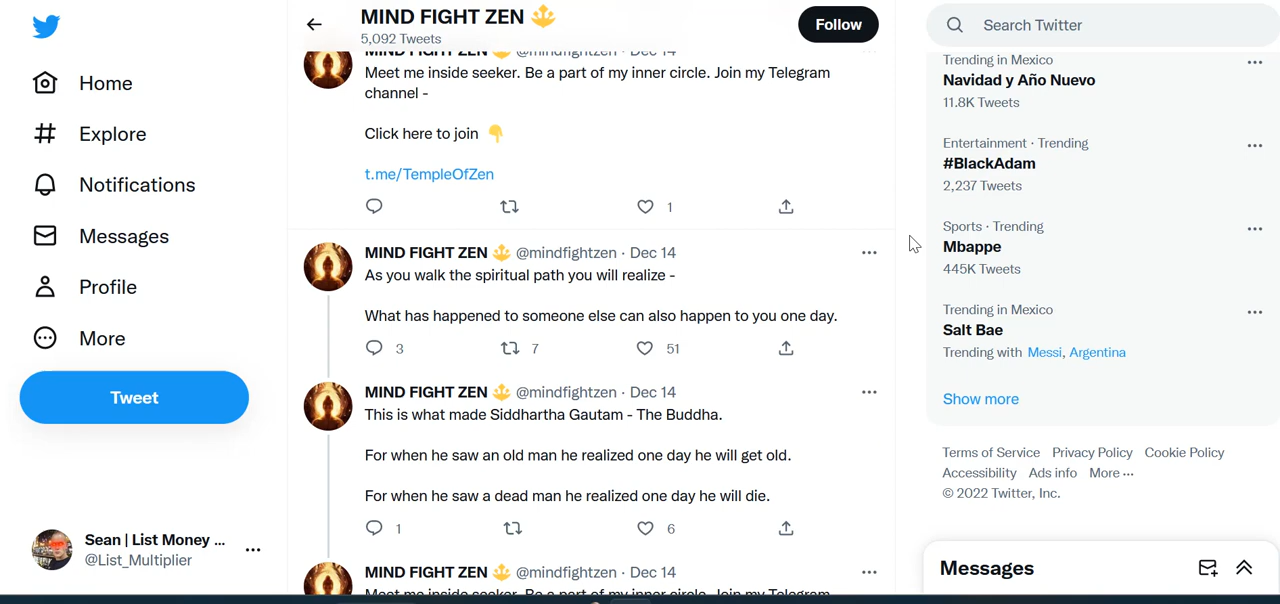 Home
Explore
Notifications
Messages
Profile
More
Tweet
Sean | List Money ...
@List_Multiplier
MIND FIGHT ZEN
5,092 Tweets
Follow
MIND FIGHT ZEN @mindfightzen · Dec 14
Meet me inside seeker. Be a part of my inner circle. Join my Telegram
channel -
Click here to join
t.me/TempleOfZen
1
MIND FIGHT ZEN @mindfightzen · Dec 14
As you walk the spiritual path you will realize -
What has happened to someone else can also happen to you one day.
3 7 51
MIND FIGHT ZEN @mindfightzen · Dec 14
This is what made Siddhartha Gautam - The Buddha.
For when he saw an old man he realized one day he will get old.
For when he saw a dead man he realized one day he will die.
1 6
MIND FIGHT ZEN @mindfightzen · Dec 14
Meet me inside seeker. Be a part of my inner circle. Join my Telegram
Search Twitter
Trending in Mexico
Navidad y Año Nuevo
11.8K Tweets
Entertainment · Trending
#BlackAdam
2,237 Tweets
Sports · Trending
Mbappe
445K Tweets
Trending in Mexico
Salt Bae
Trending with Messi, Argentina
Show more
Terms of Service Privacy Policy Cookie Policy
Accessibility Ads info More ...
© 2022 Twitter, Inc.
Messages